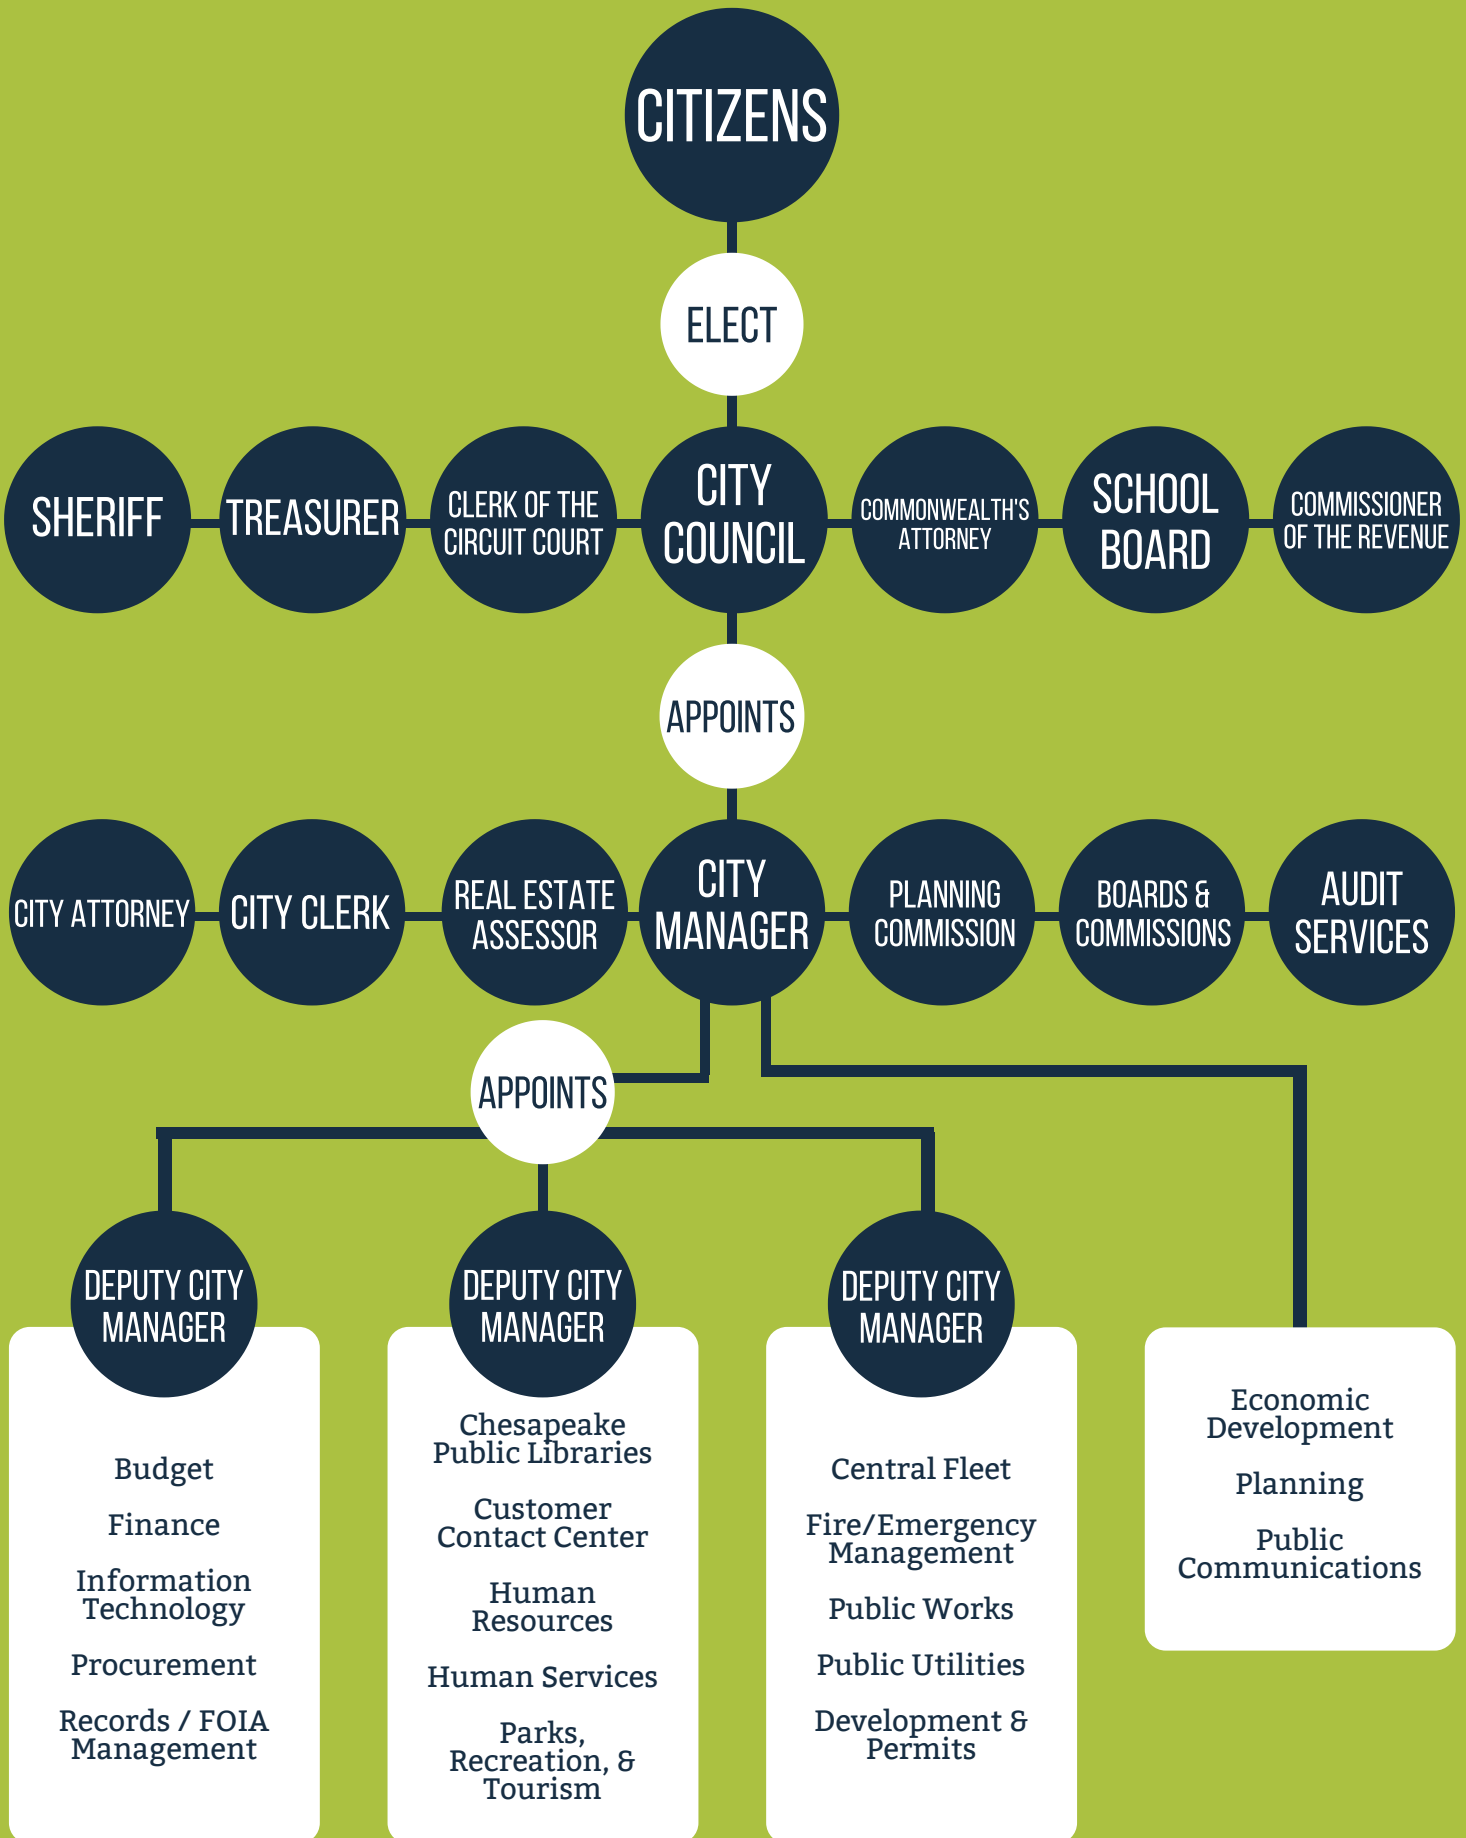 CITIZENS
ELECT
SHERIFF
TREASURER
CLERK OF THE
CIRCUIT COURT
CITY
COUNCIL
COMMONWEALTH'S
ATTORNEY
SCHOOL
BOARD
COMMISSIONER
OF THE REVENUE
APPOINTS
CITY ATTORNEY
CITY CLERK
REAL ESTATE
ASSESSOR
CITY
MANAGER
PLANNING
COMMISSION
BOARDS &
COMMISSIONS
AUDIT
SERVICES
APPOINTS
DEPUTY CITY
MANAGER
Budget
Finance
Information
Technology
Procurement
Records / FOIA
Management
DEPUTY CITY
MANAGER
Chesapeake
Public Libraries
Customer
Contact Center
Human
Resources
Human Services
Parks,
Recreation, &
Tourism
DEPUTY CITY
MANAGER
Central Fleet
Fire/Emergency
Management
Public Works
Public Utilities
Development &
Permits
Economic
Development
Planning
Public
Communications